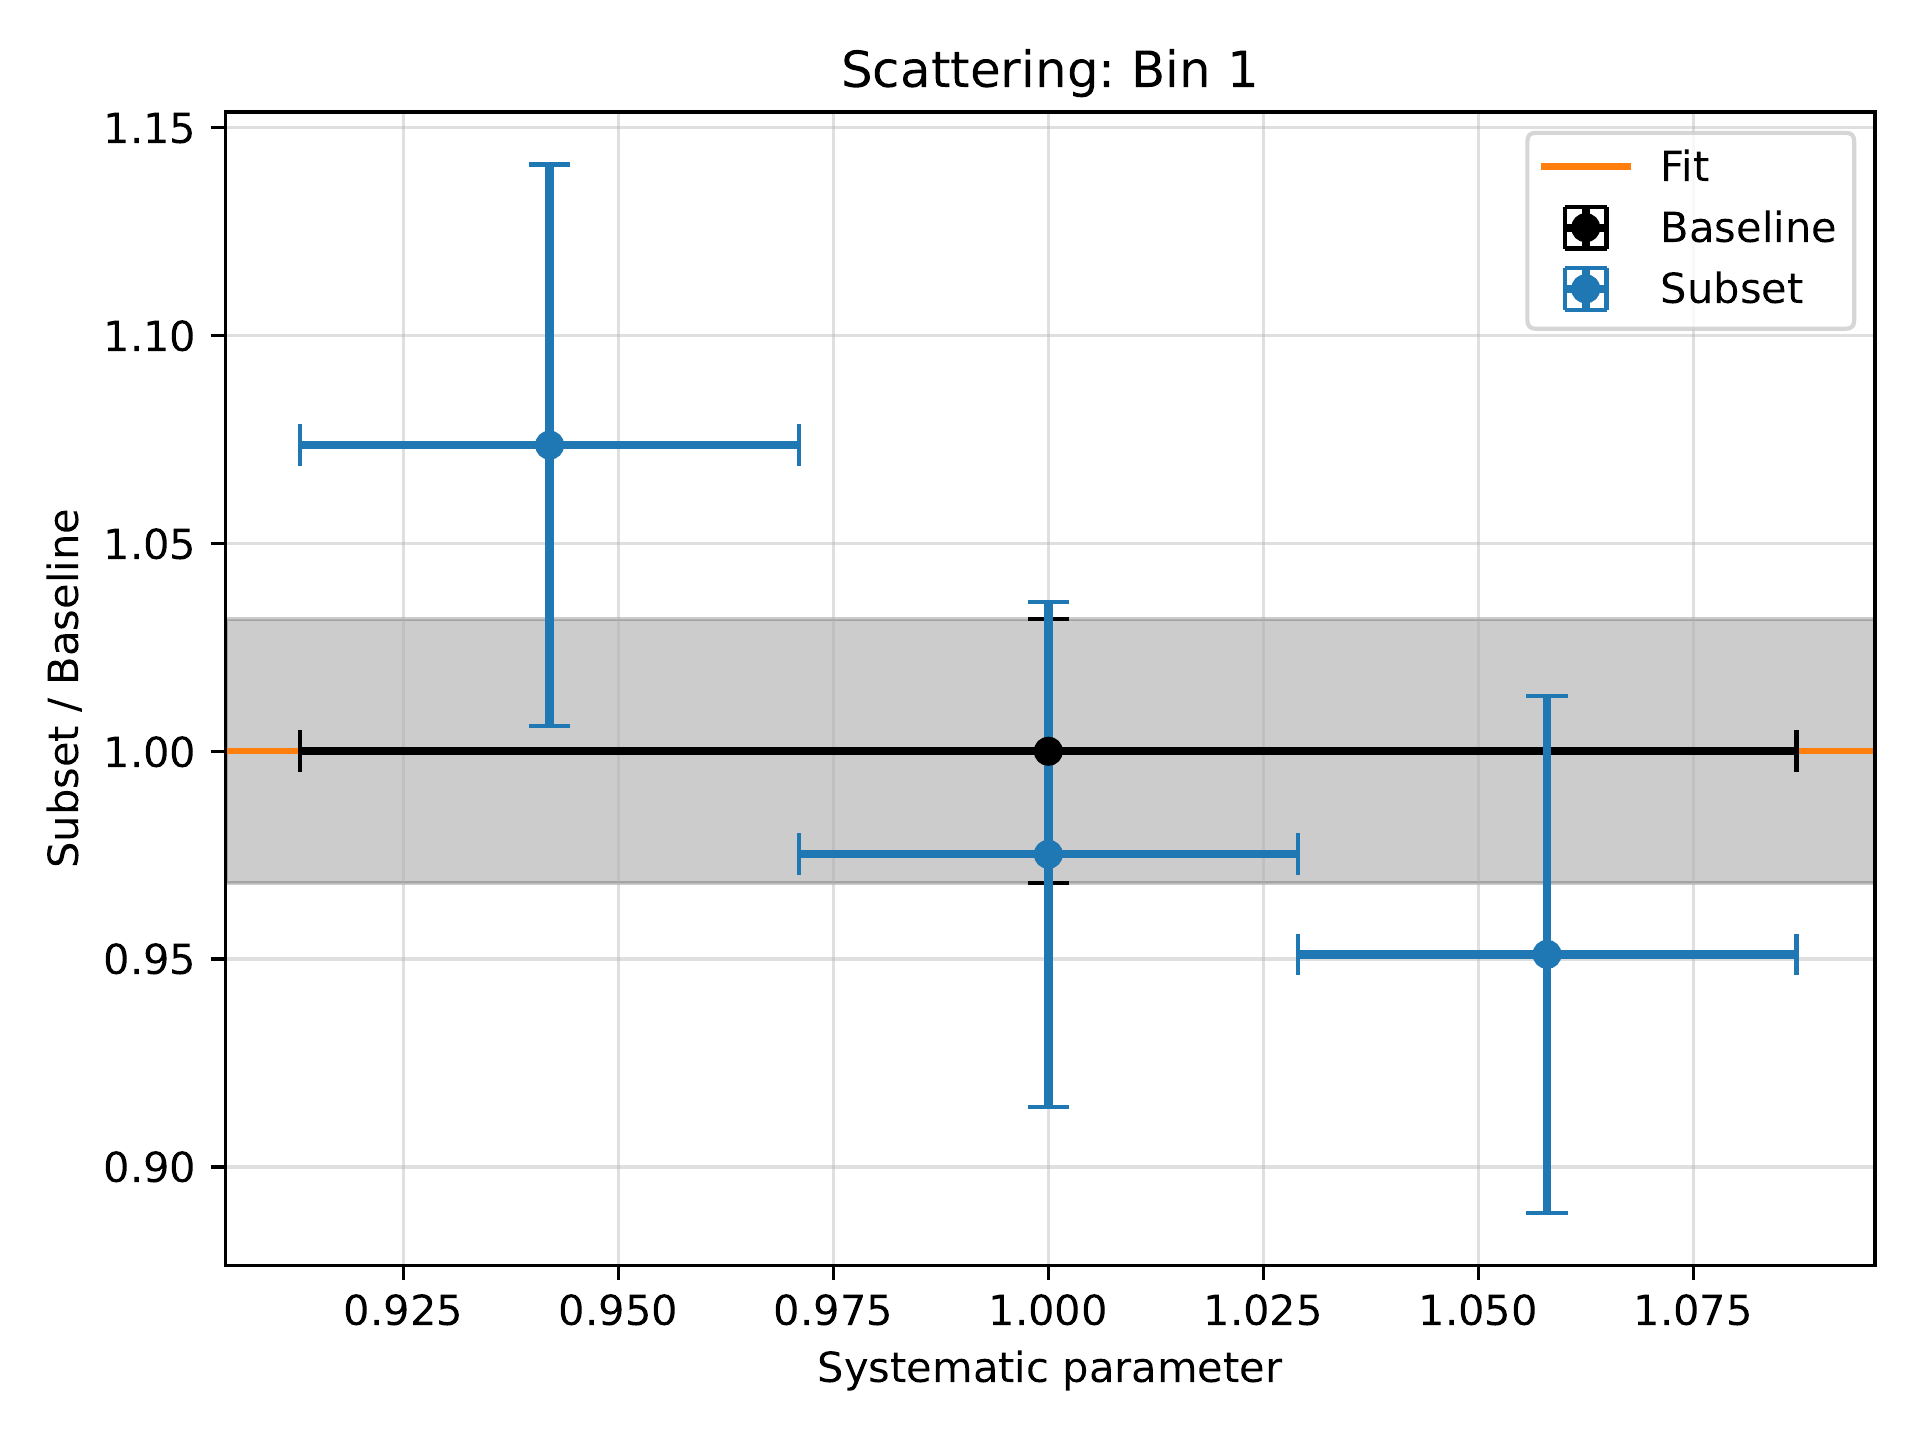 Scattering: Bin 1
Fit
Baseline
Subset
Subset / Baseline
1.15
1.10
1.05
1.00
0.95
0.90
0.925 0.950 0.975 1.000 1.025 1.050 1.075
Systematic parameter